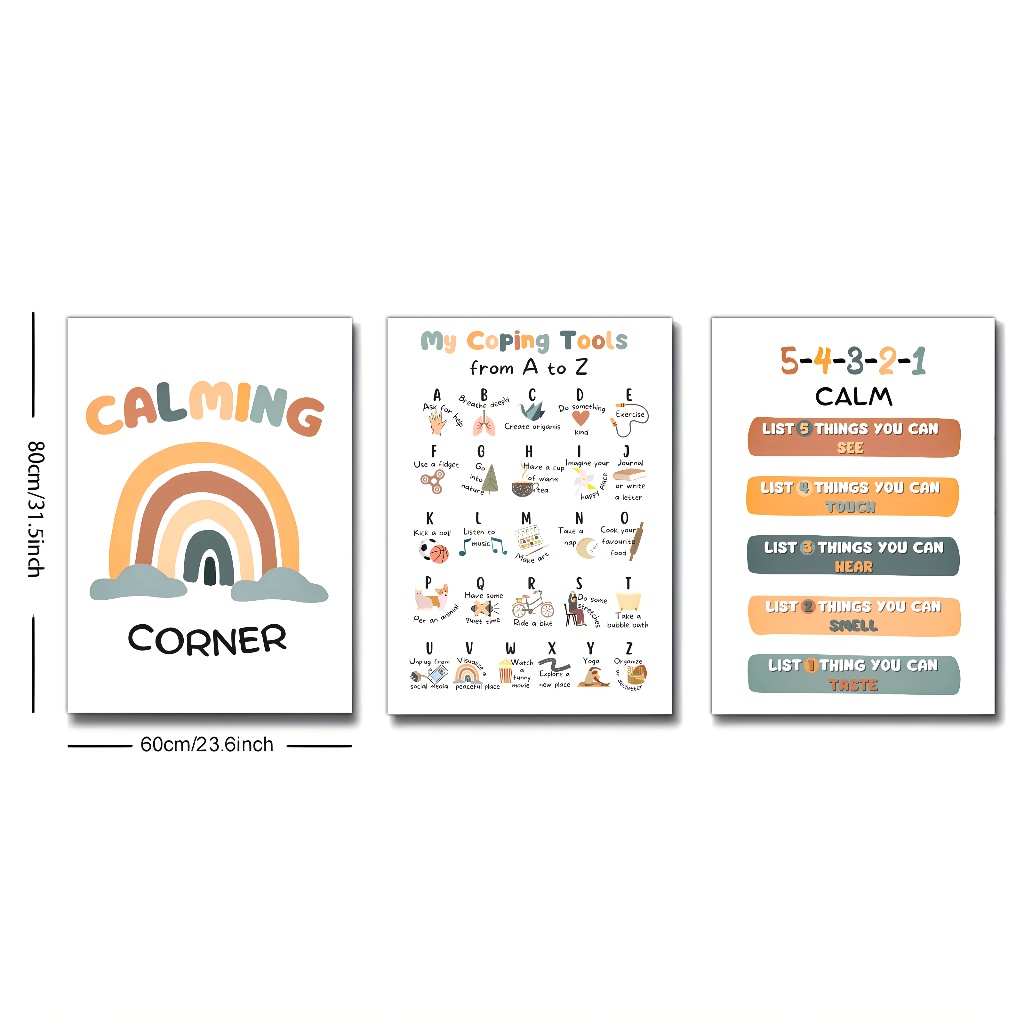 80cm/31.5inch
60cm/23.6inch
CALMING
CORNER
My Coping Tools
from A to Z
A
Ask for help
B
Breathe deeply
C
Create origamis
D
Do something
kind
E
Exercise
F
Use a fidget
G
Go
into
nature
H
Have a cup
of warm
tea
I
Imagine your
happy place
J
Journal
or write
a letter
K
Kick a ball
L
Listen to
music
M
Make art
N
Take a
nap
O
Cook your
favourite
food
P
Pet an animal
Q
Have some
quiet time
R
Ride a bike
S
Do some
stretches
T
Take a
bubble bath
U
Unplug from
social media
V
Visualize a
peaceful place
W
Watch
a
funny
movie
X
Explore a
new place
Y
Yoga
Z
Organize
5-4-3-2-1
CALM
LIST 5 THINGS YOU CAN
SEE
LIST 4 THINGS YOU CAN
TOUCH
LIST 3 THINGS YOU CAN
HEAR
LIST 2 THINGS YOU CAN
SMELL
LIST 1 THING YOU CAN
TASTE